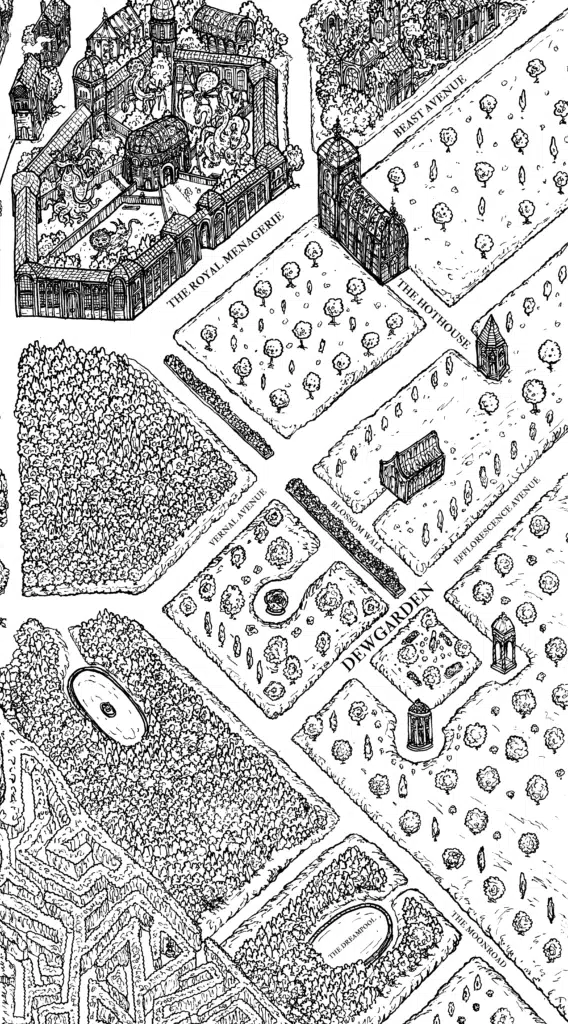 BEAST AVENUE
THE ROYAL MENAGERIE
THE HOTHOUSE
VERNAL AVENUE
BLOSSOM WALK
EFFLORESCENCE AVENUE
DEWGARDEN
THE DREAMPOOL
THE MOONROAD